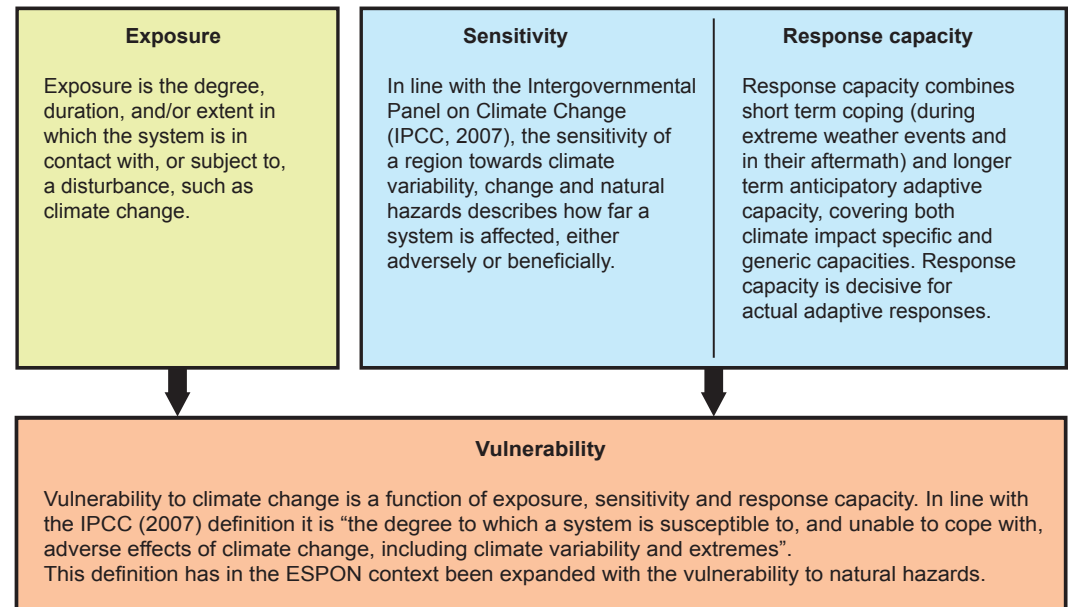 Exposure
Exposure is the degree,
duration, and/or extent in
which the system is in
contact with, or subject to,
a disturbance, such as
climate change.
Sensitivity
In line with the Intergovernmental
Panel on Climate Change
(IPCC, 2007), the sensitivity of
a region towards climate
variability, change and natural
hazards describes how far a
system is affected, either
adversely or beneficially.
Response capacity
Response capacity combines
short term coping (during
extreme weather events and
in their aftermath) and longer
term anticipatory adaptive
capacity, covering both
climate impact specific and
generic capacities. Response
capacity is decisive for
actual adaptive responses.
Vulnerability
Vulnerability to climate change is a function of exposure, sensitivity and response capacity. In line with
the IPCC (2007) definition it is “the degree to which a system is susceptible to, and unable to cope with,
adverse effects of climate change, including climate variability and extremes”.
This definition has in the ESPON context been expanded with the vulnerability to natural hazards.